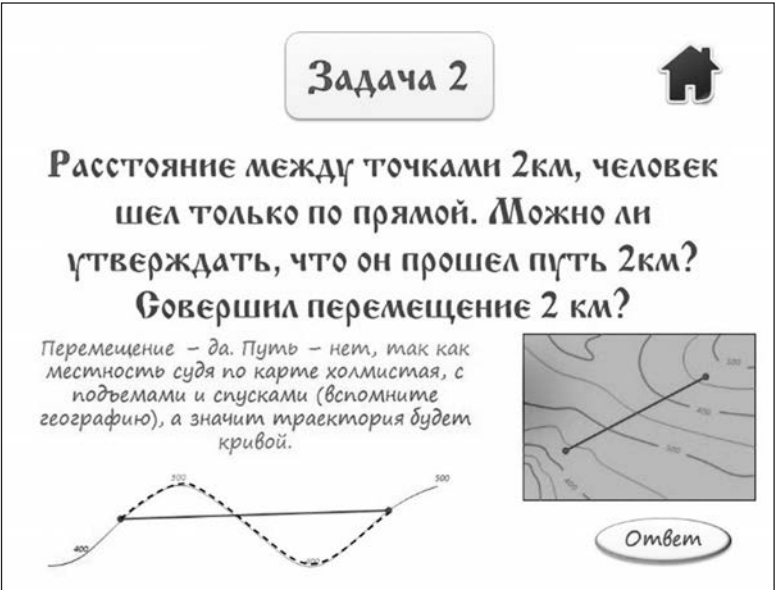 Задача 2
Расстояние между точками 2км, человек
шел только по прямой. Можно ли
утверждать, что он прошел путь 2км?
Совершил перемещение 2 км?
Перемещение – да. Путь – нет, так как
местность судя по карте холмистая, с
подъемами и спусками (вспомните
географию), а значит траектория будет
кривой.
500
400
500
400
500
500
400
400
Ответ